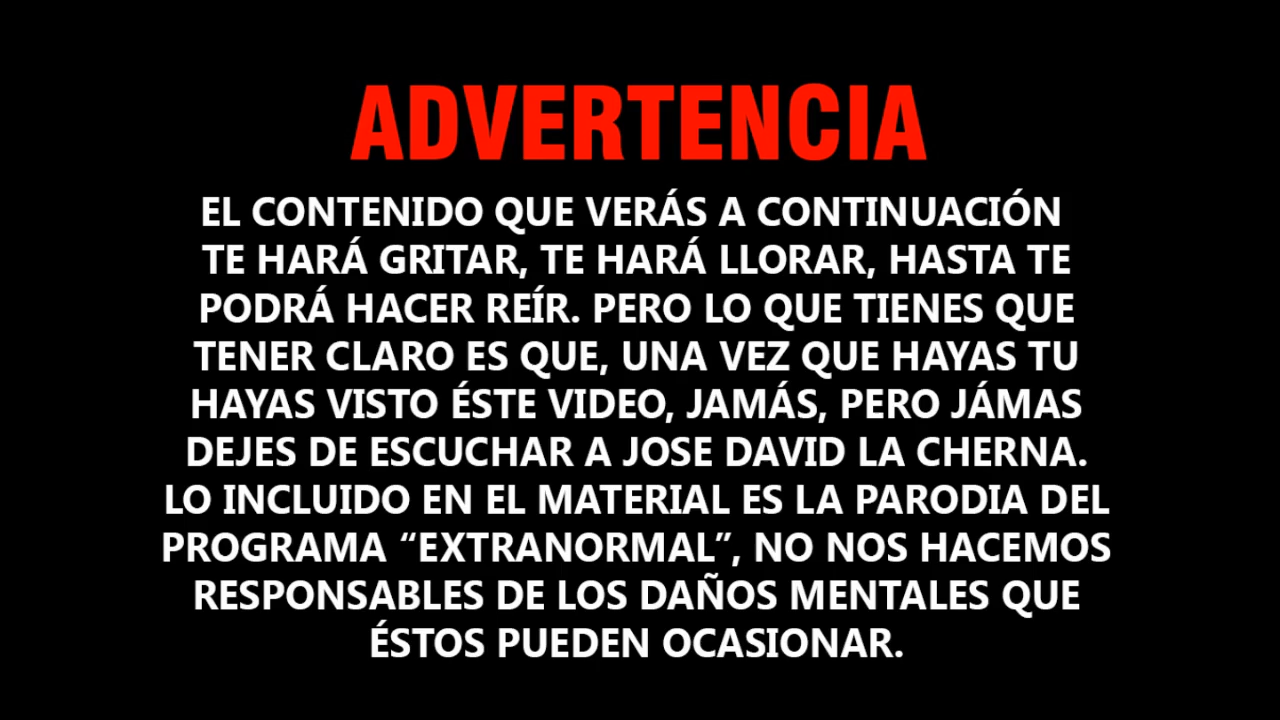 ADVERTENCIA
EL CONTENIDO QUE VERÁS A CONTINUACIÓN
TE HARÁ GRITAR, TE HARÁ LLORAR, HASTA TE
PODRÁ HACER REÍR. PERO LO QUE TIENES QUE
TENER CLARO ES QUE, UNA VEZ QUE HAYAS TU
HAYAS VISTO ÉSTE VIDEO, JAMÁS, PERO JÁMAS
DEJES DE ESCUCHAR A JOSE DAVID LA CHERNA.
LO INCLUIDO EN EL MATERIAL ES LA PARODIA DEL
PROGRAMA “EXTRANORMAL”, NO NOS HACEMOS
RESPONSABLES DE LOS DAÑOS MENTALES QUE
ÉSTOS PUEDEN OCASIONAR.